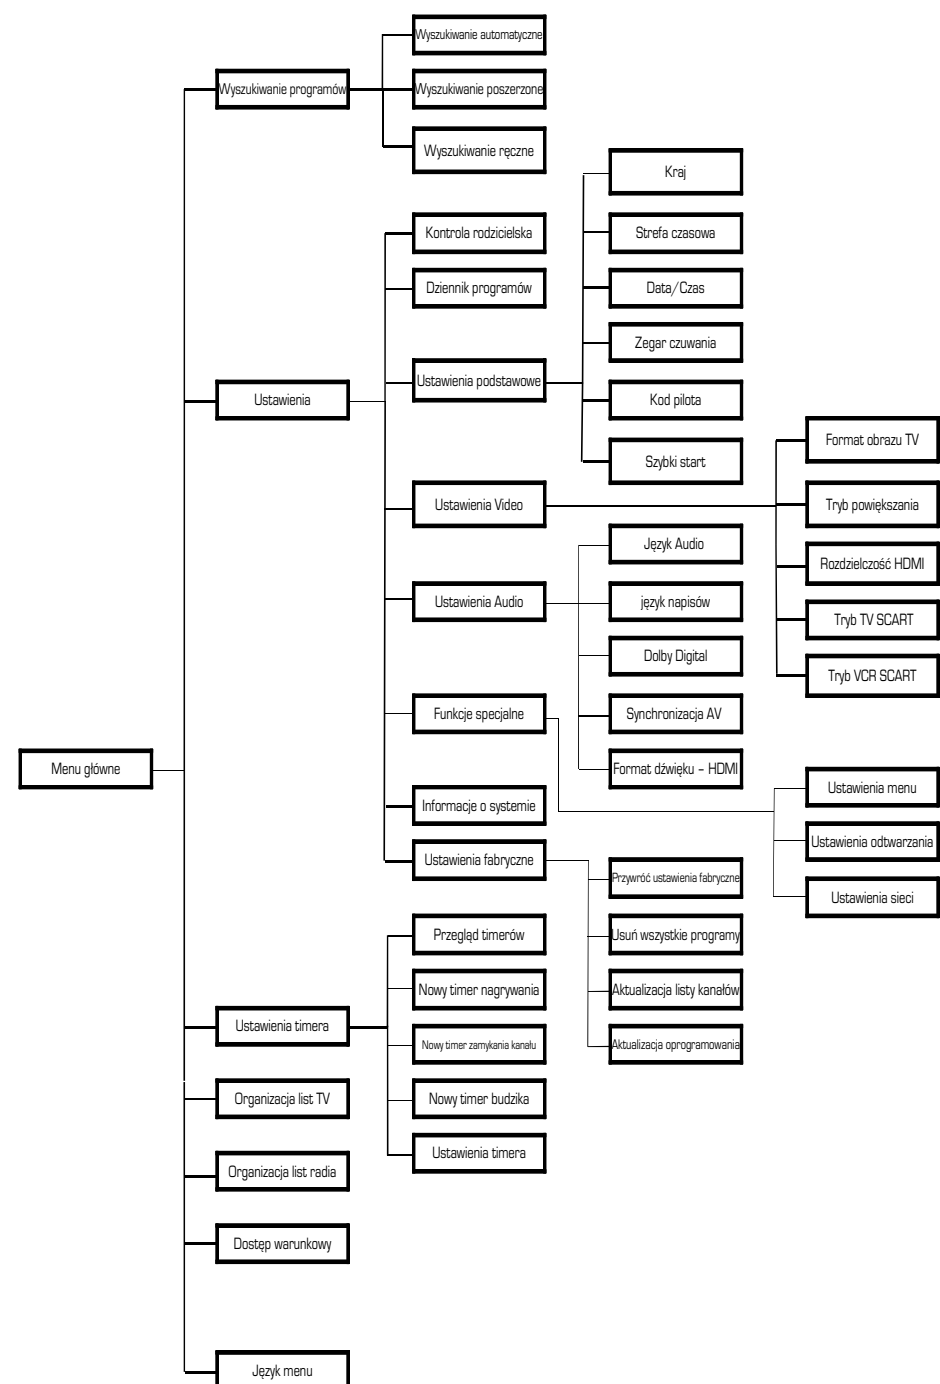 Menu główne
Wyszukiwanie programów
Wyszukiwanie automatyczne
Wyszukiwanie poszerzone
Wyszukiwanie ręczne
Ustawienia
Kontrola rodzicielska
Dziennik programów
Ustawienia podstawowe
Kraj
Strefa czasowa
Data/Czas
Zegar czuwania
Kod pilota
Szybki start
Ustawienia Video
Format obrazu TV
Tryb powiększania
Rozdzielczość HDMI
Tryb TV SCART
Tryb VCR SCART
Ustawienia Audio
Język Audio
język napisów
Dolby Digital
Synchronizacja AV
Format dźwięku – HDMI
Funkcje specjalne
Ustawienia menu
Ustawienia odtwarzania
Ustawienia sieci
Informacje o systemie
Ustawienia fabryczne
Przywróć ustawienia fabryczne
Usuń wszystkie programy
Aktualizacja listy kanałów
Aktualizacja oprogramowania
Ustawienia timera
Przegląd timerów
Nowy timer nagrywania
Nowy timer zamykania kanału
Nowy timer budzika
Ustawienia timera
Organizacja list TV
Organizacja list radia
Dostęp warunkowy
Język menu